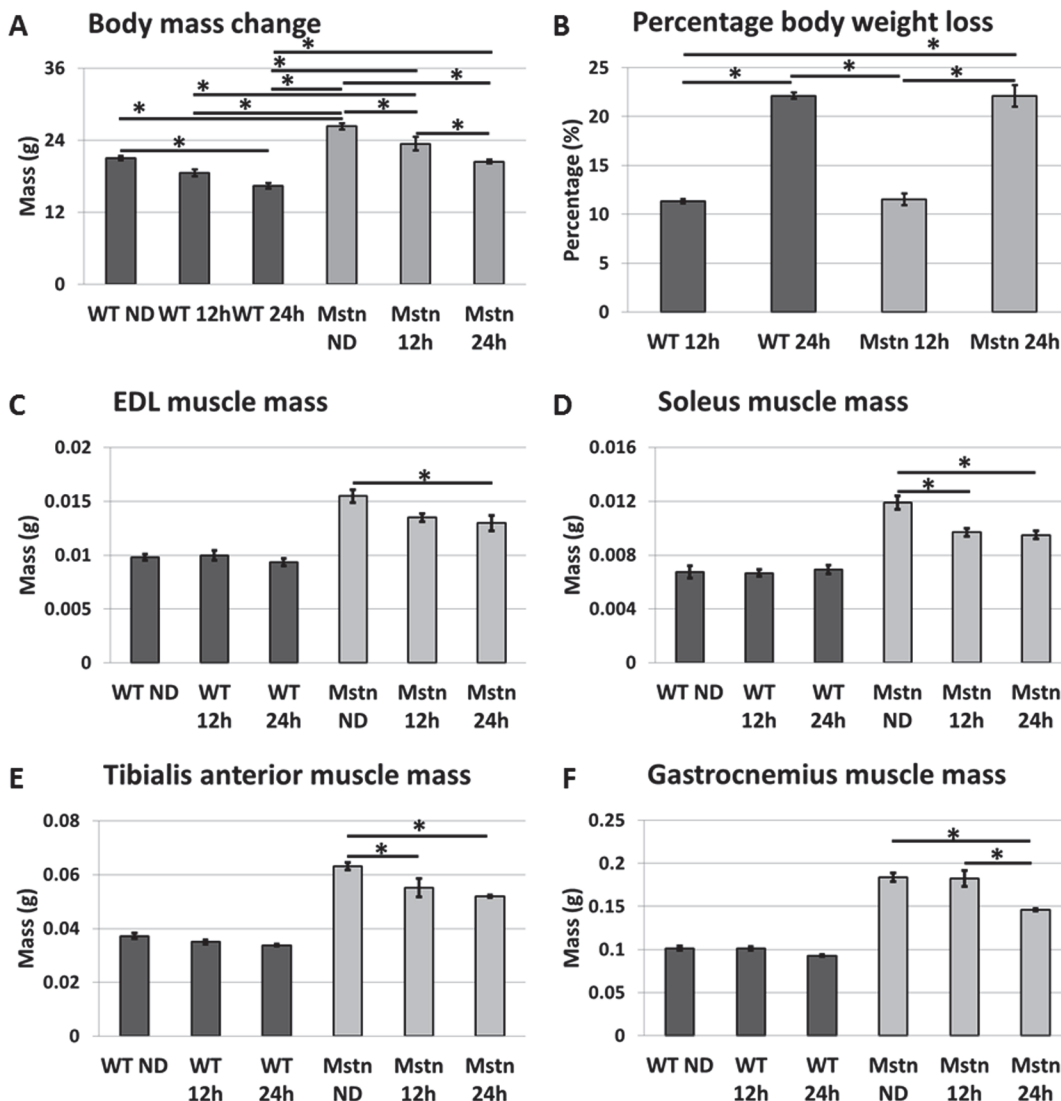 A Body mass change
36
24
12
0
Mass (g)
* * * * * * * * * * *
WT ND WT 12h WT 24h Mstn Mstn Mstn
ND 12h 24h
B Percentage body weight loss
25
20
15
10
5
0
Percentage (%)
* * * *
WT 12h WT 24h Mstn 12h Mstn 24h
C EDL muscle mass
0.02
0.015
0.01
0.005
0
Mass (g)
*
WT ND WT WT Mstn Mstn Mstn
12h 24h ND 12h 24h
D Soleus muscle mass
0.016
0.012
0.008
0.004
0
Mass (g)
* *
WT ND WT WT Mstn Mstn Mstn
12h 24h ND 12h 24h
E Tibialis anterior muscle mass
0.08
0.06
0.04
0.02
0
Mass (g)
* *
WT ND WT WT Mstn Mstn Mstn
12h 24h ND 12h 24h
F Gastrocnemius muscle mass
0.25
0.2
0.15
0.1
0.05
0
Mass (g)
* *
WT ND WT WT Mstn Mstn Mstn
12h 24h ND 12h 24h